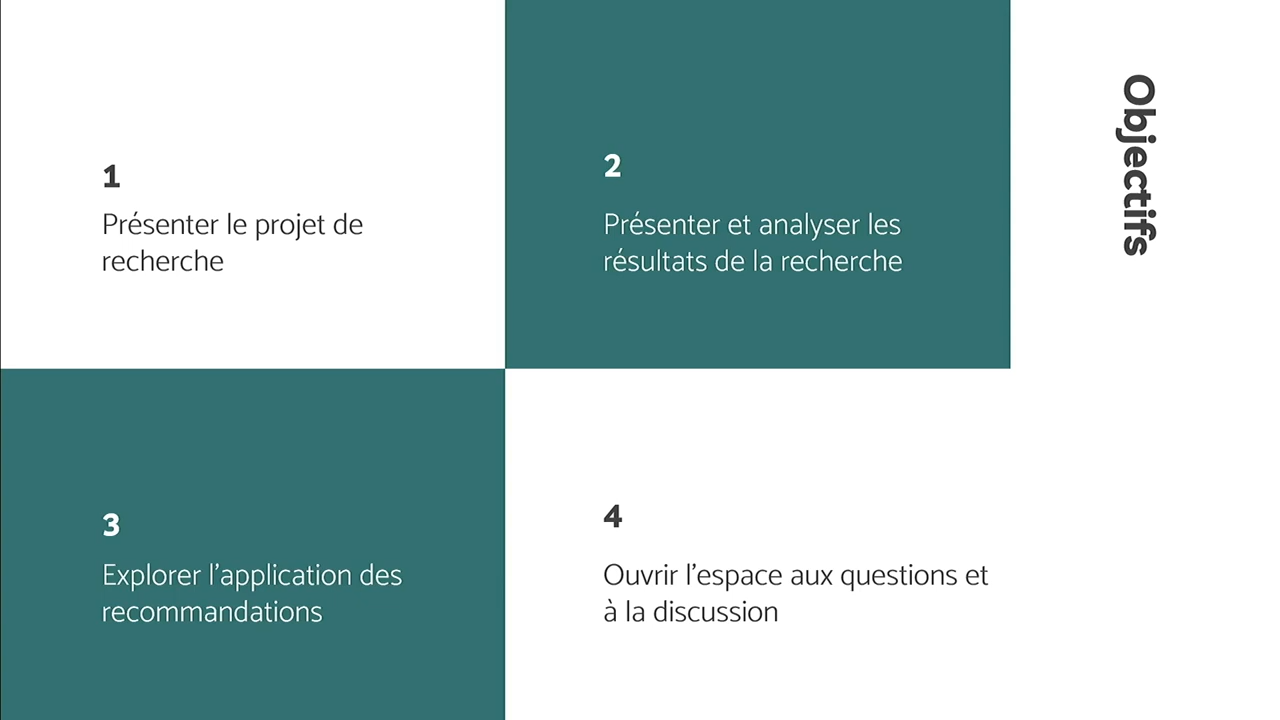 Objectifs
1
Présenter le projet de
recherche
2
Présenter et analyser les
résultats de la recherche
3
Explorer l'application des
recommandations
4
Ouvrir l'espace aux questions et
à la discussion